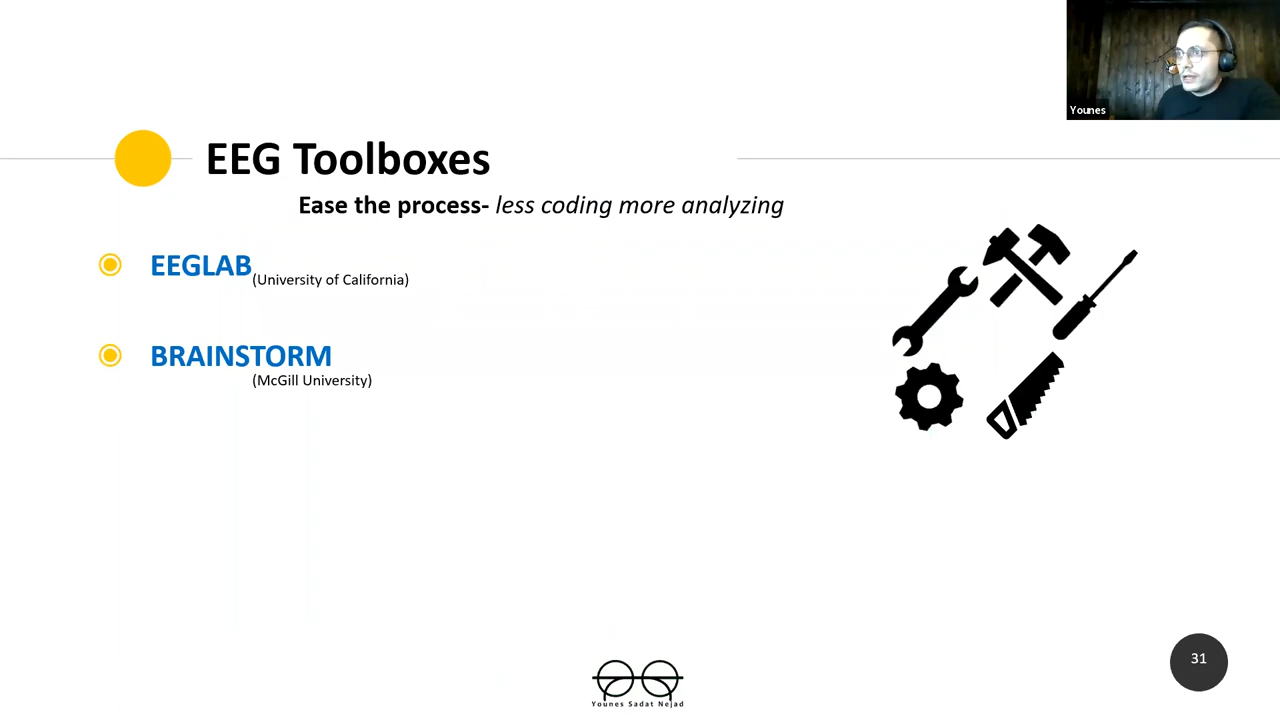 Younes
EEG Toolboxes
Ease the process- less coding more analyzing
EEGLAB
(University of California)
BRAINSTORM
(McGill University)
Younes Sadat Nejad
31